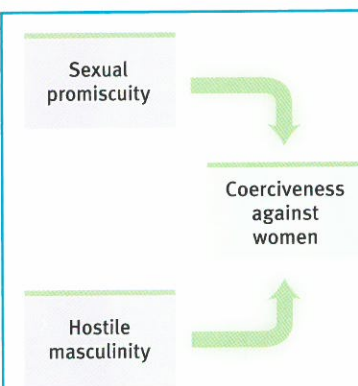 Sexual
promiscuity
Coerciveness
against
women
Hostile
masculinity